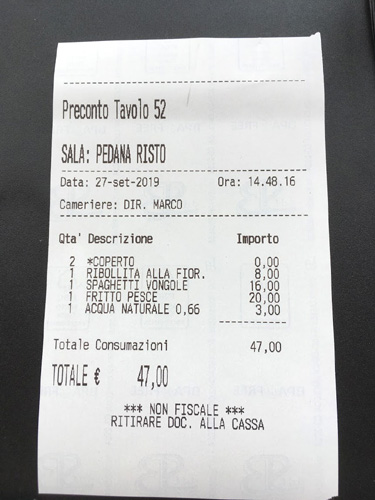 Preconto Tavolo 52
SALA: PEDANA RISTO
Data: 27-set-2019 Ora: 14.48.16
Cameriere: DIR. MARCO
Qta' Descrizione Importo
2 *COPERTO 0,00
1 RIBOLLITA ALLA FIOR. 8,00
1 SPAGHETTI VONGOLE 16,00
1 FRITTO PESCE 20,00
1 ACQUA NATURALE 0,66 3,00
Totale Consumazioni 47,00
TOTALE € 47,00
*** NON FISCALE ***
RITIRARE DOC. ALLA CASSA